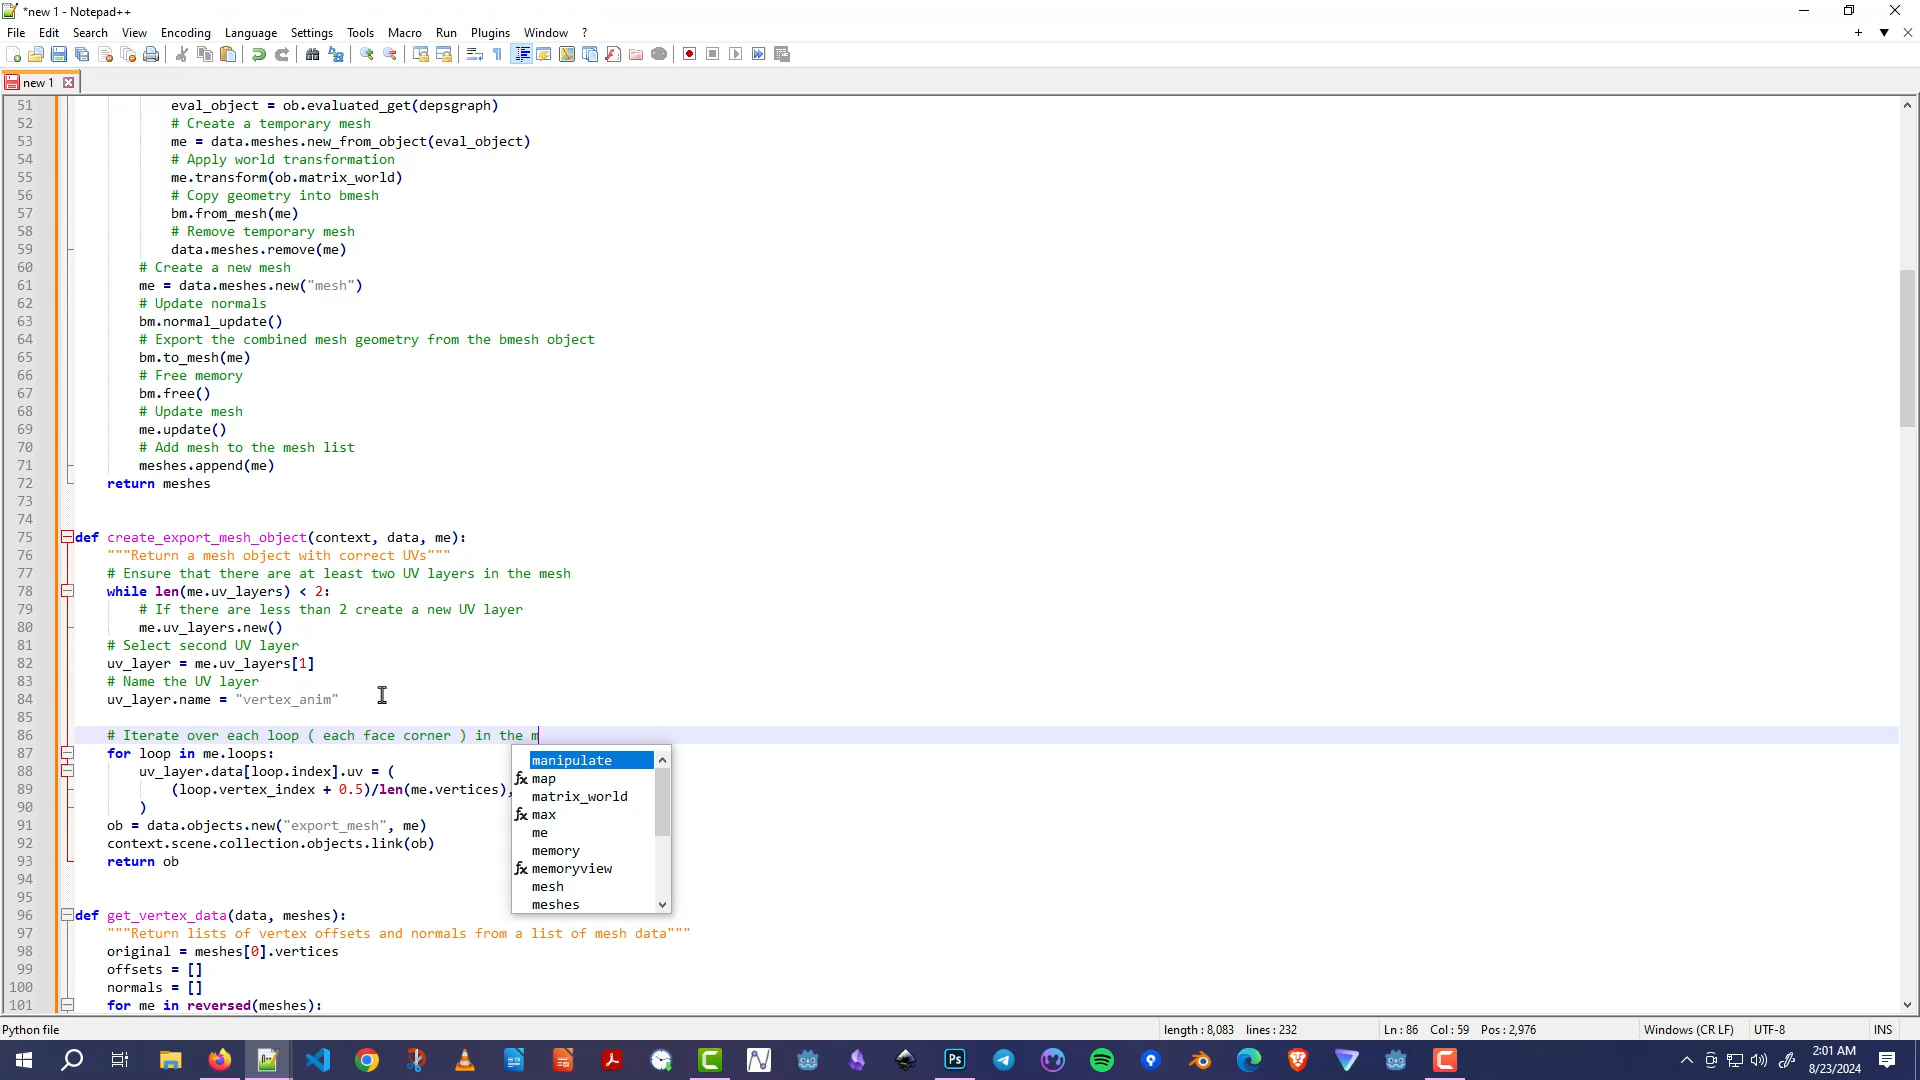 *new 1 - Notepad++
File Edit Search View Encoding Language Settings Tools Macro Run Plugins Window ?
new 1
51 eval_object = ob.evaluated_get(depsgraph)
52 # Create a temporary mesh
53 me = data.meshes.new_from_object(eval_object)
54 # Apply world transformation
55 me.transform(ob.matrix_world)
56 # Copy geometry into bmesh
57 bm.from_mesh(me)
58 # Remove temporary mesh
59 data.meshes.remove(me)
60 # Create a new mesh
61 me = data.meshes.new("mesh")
62 # Update normals
63 bm.normal_update()
64 # Export the combined mesh geometry from the bmesh object
65 bm.to_mesh(me)
66 # Free memory
67 bm.free()
68 # Update mesh
69 me.update()
70 # Add mesh to the mesh list
71 meshes.append(me)
72 return meshes
73
74
75 def create_export_mesh_object(context, data, me):
76 """Return a mesh object with correct UVs"""
77 # Ensure that there are at least two UV layers in the mesh
78 while len(me.uv_layers) < 2:
79 # If there are less than 2 create a new UV layer
80 me.uv_layers.new()
81 # Select second UV layer
82 uv_layer = me.uv_layers[1]
83 # Name the UV layer
84 uv_layer.name = "vertex_anim"
85
86 # Iterate over each loop ( each face corner ) in the m
87 for loop in me.loops:
88 uv_layer.data[loop.index].uv = (
89 (loop.vertex_index + 0.5)/len(me.vertices),
90 )
91 ob = data.objects.new("export_mesh", me)
92 context.scene.collection.objects.link(ob)
93 return ob
94
95
96 def get_vertex_data(data, meshes):
97 """Return lists of vertex offsets and normals from a list of mesh data"""
98 original = meshes[0].vertices
99 offsets = []
100 normals = []
101 for me in reversed(meshes):
manipulate
map
matrix_world
max
me
memory
memoryview
mesh
meshes
Python file length : 8,083 lines : 232 Ln : 86 Col : 59 Pos : 2,976 Windows (CR LF) UTF-8 INS
2:01 AM
8/23/2024